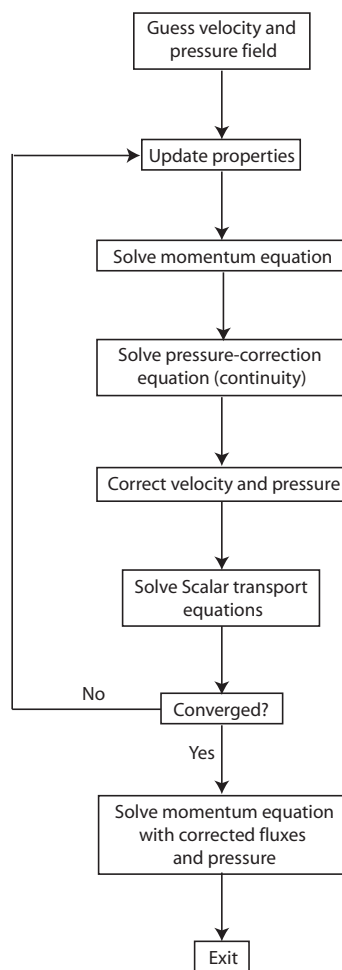 Guess velocity and
pressure field
Update properties
Solve momentum equation
Solve pressure-correction
equation (continuity)
Correct velocity and pressure
Solve Scalar transport
equations
No
Converged?
Yes
Solve momentum equation
with corrected fluxes
and pressure
Exit